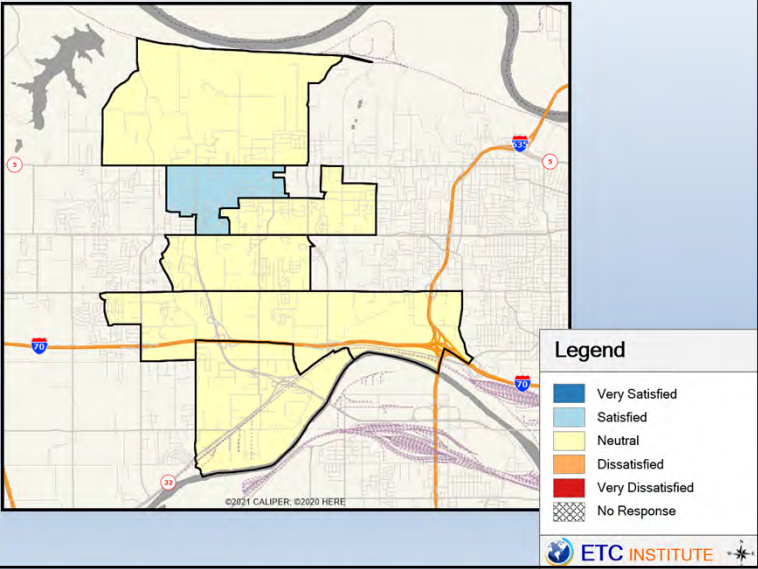 5
635
5
70
70
32
©2021 CALIPER; ©2020 HERE
Legend
Very Satisfied
Satisfied
Neutral
Dissatisfied
Very Dissatisfied
No Response
ETC INSTITUTE